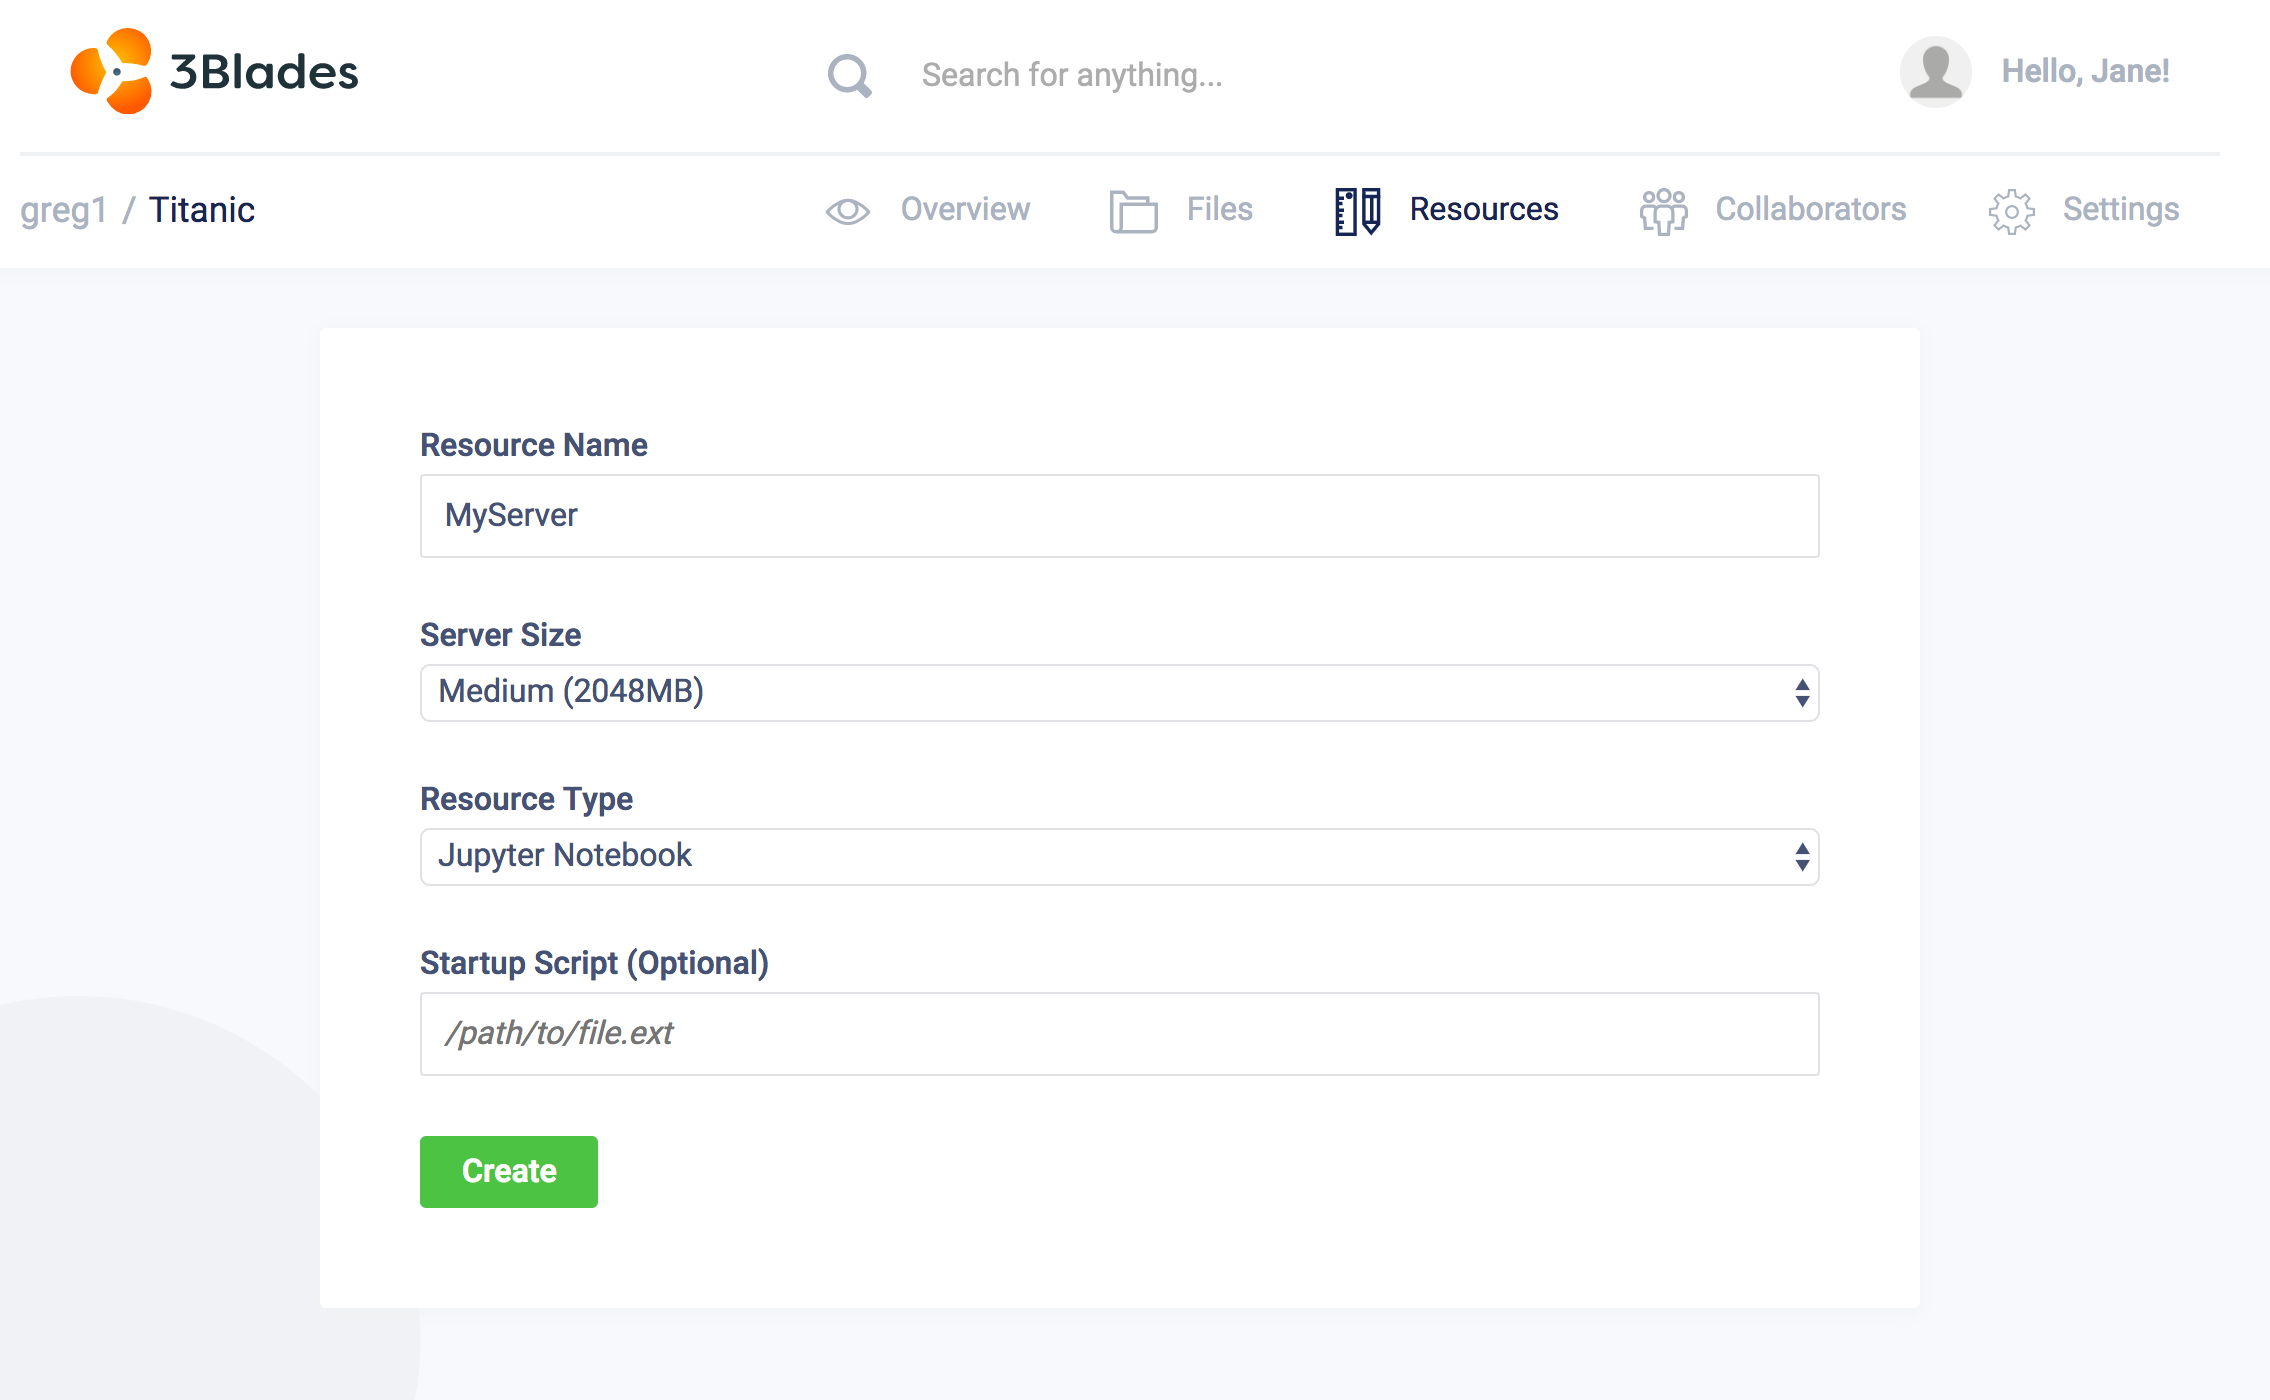 3Blades
Search for anything...
Hello, Jane!
greg1 / Titanic
Overview
Files
Resources
Collaborators
Settings
Resource Name
MyServer
Server Size
Medium (2048MB)
Resource Type
Jupyter Notebook
Startup Script (Optional)
/path/to/file.ext
Create